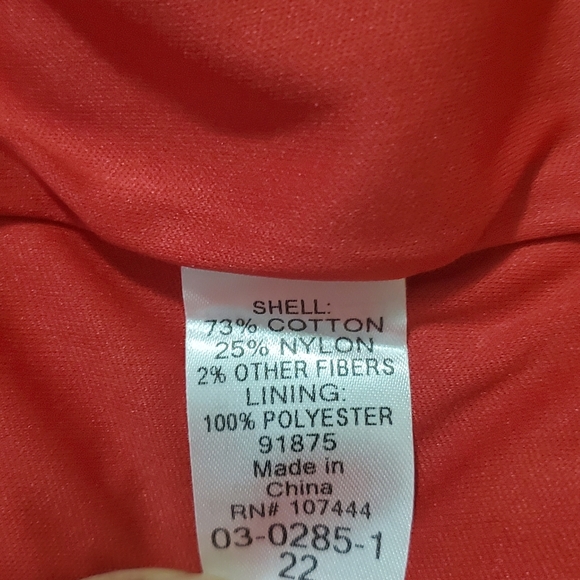 SHELL:
73% COTTON
25% NYLON
2% OTHER FIBERS
LINING:
100% POLYESTER
91875
Made in
China
RN# 107444
03-0285-1
22